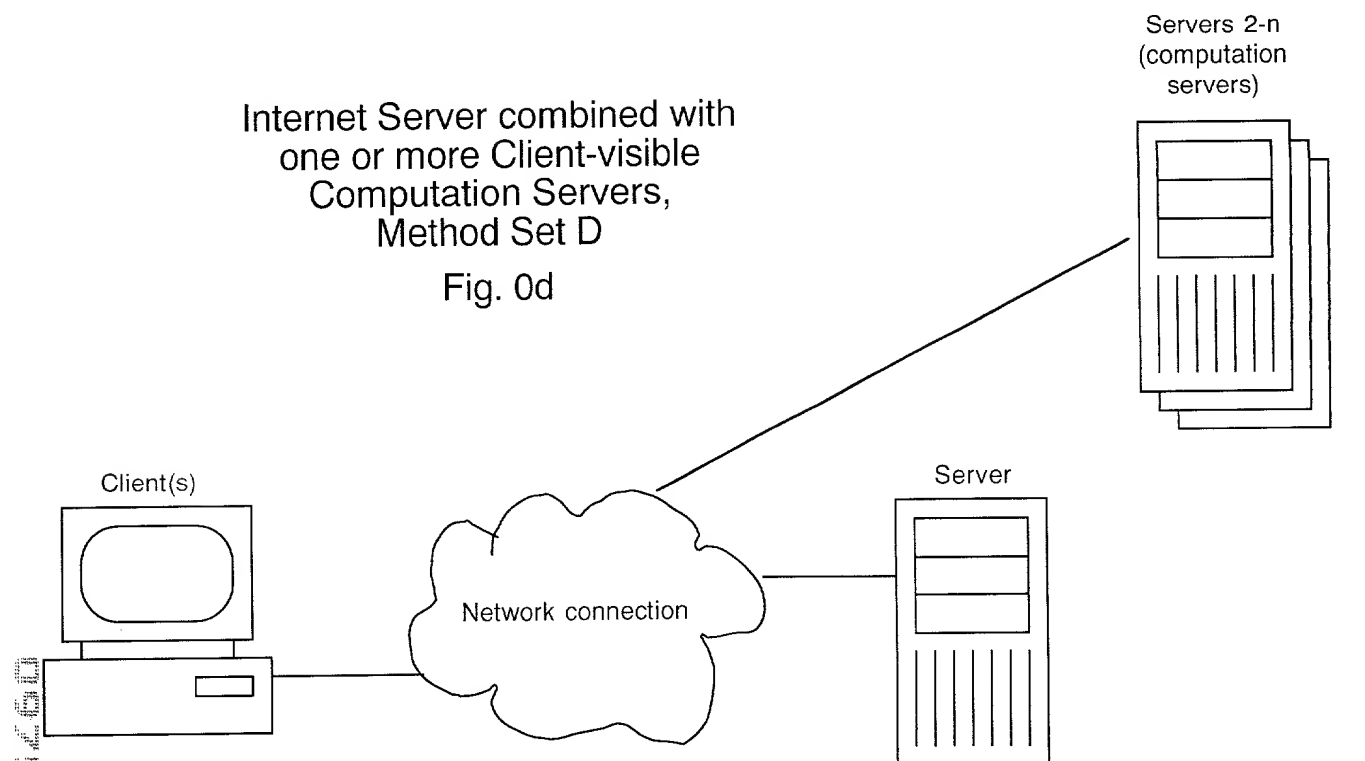 Servers 2-n
(computation
servers)
Internet Server combined with
one or more Client-visible
Computation Servers,
Method Set D
Fig. 0d
Client(s)
Server
Network connection